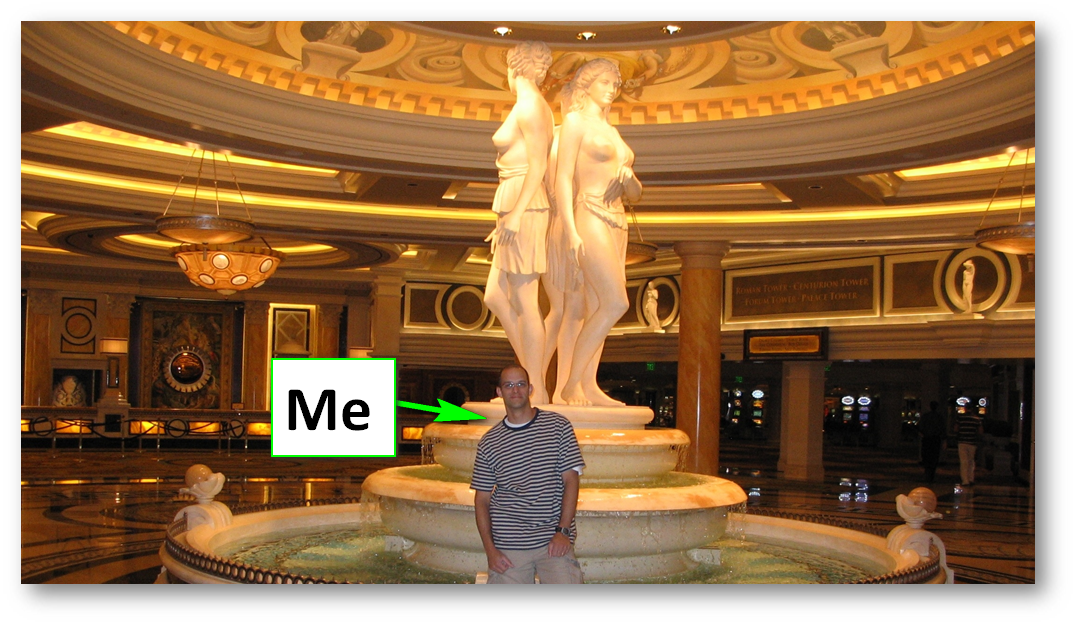 ROMAN TOWER · CENTURION TOWER
FORUM TOWER · PALACE TOWER
Me